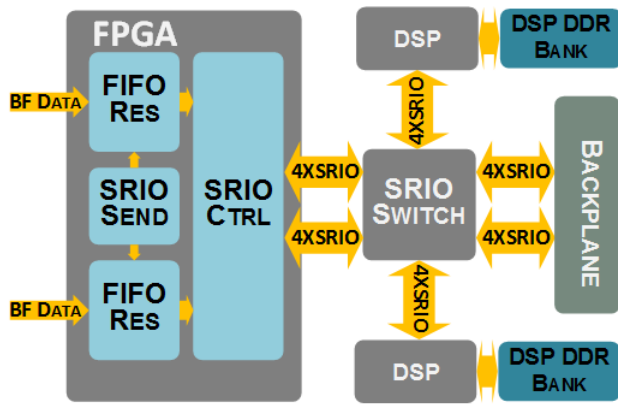 FPGA
BF DATA
FIFO
RES
SRIO
SEND
BF DATA
FIFO
RES
SRIO
CTRL
4XSRIO
4XSRIO
DSP
DSP DDR
BANK
4XSRIO
SRIO
SWITCH
4XSRIO
4XSRIO
BACKPLANE
4XSRIO
DSP
DSP DDR
BANK